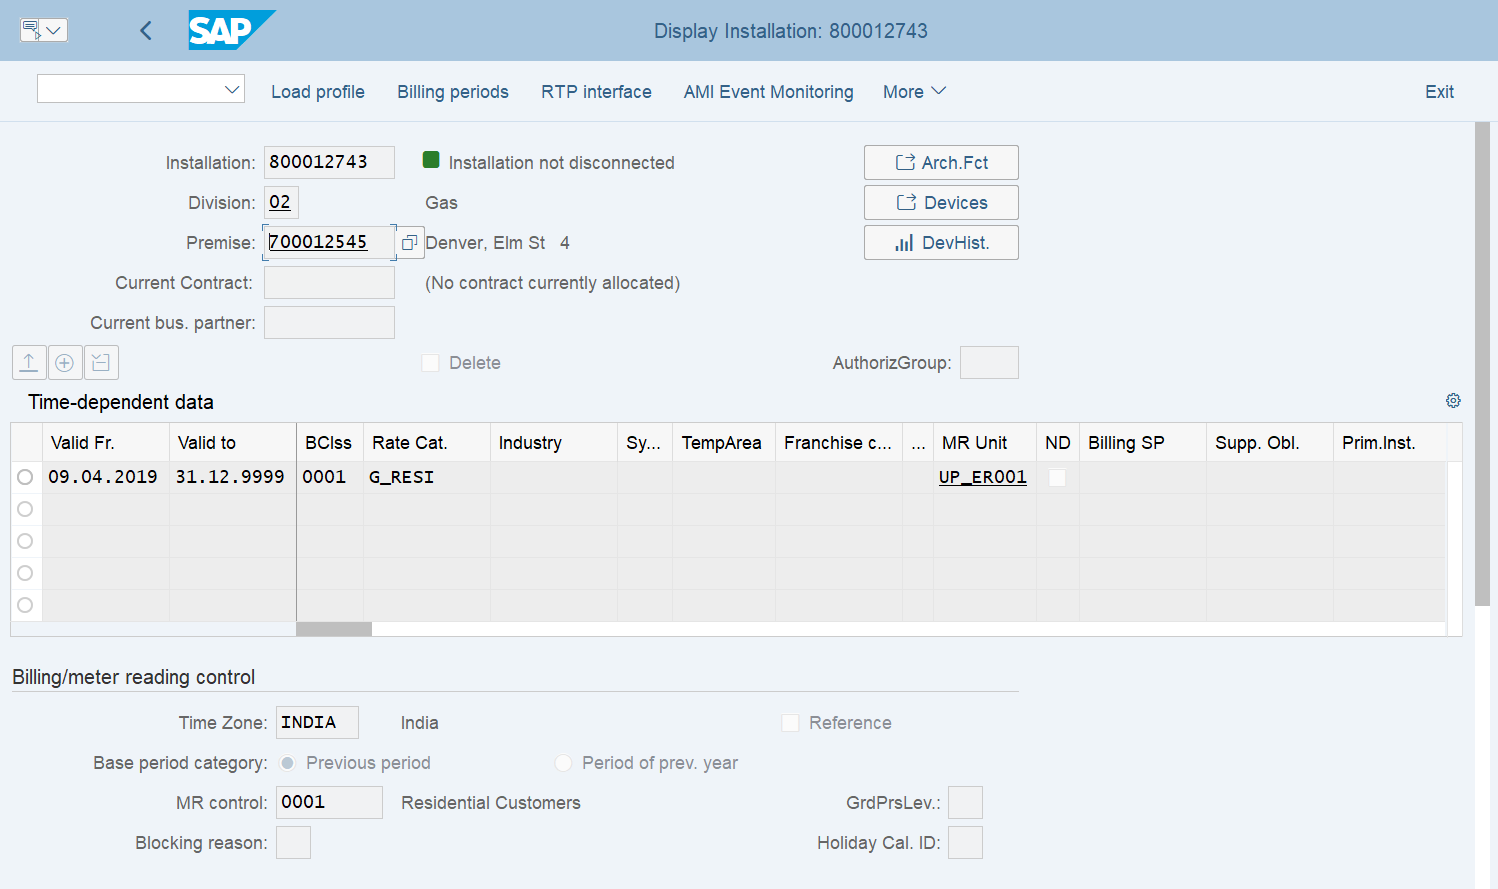 SAP
Display Installation: 800012743
Load profile Billing periods RTP interface AMI Event Monitoring More Exit
Installation: 800012743 Installation not disconnected Arch.Fct
Division: 02 Gas Devices
Premise: 700012545 Denver, Elm St 4 DevHist.
Current Contract: (No contract currently allocated)
Current bus. partner:
Delete AuthorizGroup:
Time-dependent data
Valid Fr. Valid to BClss Rate Cat. Industry Sy... TempArea Franchise c... ... MR Unit ND Billing SP Supp. Obl. Prim.Inst.
09.04.2019 31.12.9999 0001 G_RESI UP_ER001
Billing/meter reading control
Time Zone: INDIA India Reference
Base period category: Previous period Period of prev. year
MR control: 0001 Residential Customers GrdPrsLev.:
Blocking reason: Holiday Cal. ID: